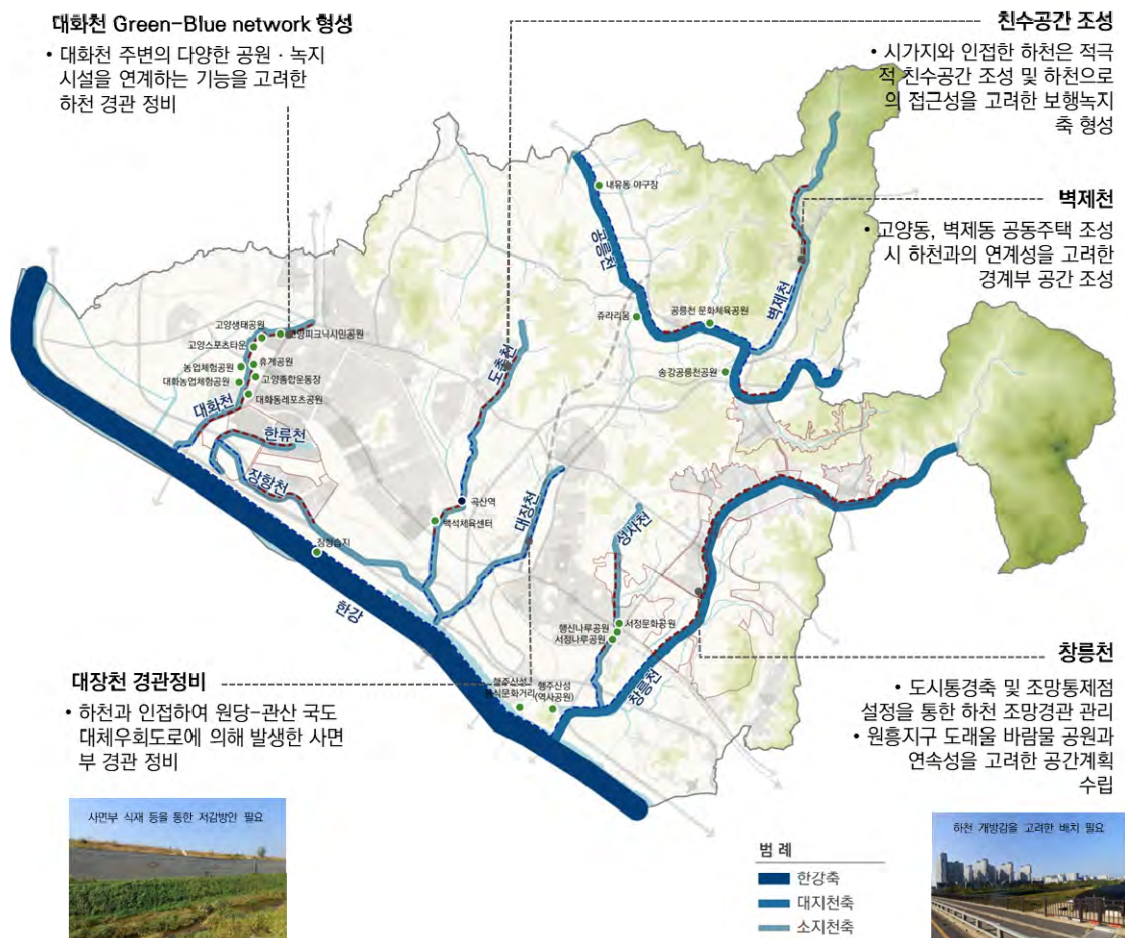 대화천 Green-Blue network 형성
• 대화천 주변의 다양한 공원 · 녹지
시설을 연계하는 기능을 고려한
하천 경관 정비
친수공간 조성
• 시가지와 인접한 하천은 적극
적 친수공간 조성 및 하천으로
의 접근성을 고려한 보행녹지
축 형성
벽제천
• 고양동, 벽제동 공동주택 조성
시 하천과의 연계성을 고려한
경계부 공간 조성
내유동 야구장
공릉천
쥬라리움
공릉천 문화체육공원
벽제천
송강공릉천공원
고양생태공원
고양피크닉시민공원
고양스포츠타운
농업체험공원
휴게공원
대화농업체험공원
고양종합운동장
대화동레포츠공원
대화천
한류천
장항천
도촌천
곡산역
백석체육센터
대장천
성사천
장항습지
한강
행신나루공원
서정문화공원
서정나루공원
창릉천
행주산성
음식문화거리
행주산성
(역사공원)
대장천 경관정비
• 하천과 인접하여 원당-관산 국도
대체우회도로에 의해 발생한 사면
부 경관 정비
창릉천
• 도시통경축 및 조망통제점
설정을 통한 하천 조망경관 관리
• 원흥지구 도래울 바람물 공원과
연속성을 고려한 공간계획
수립
사면부 식재 등을 통한 저감방안 필요
하천 개방감을 고려한 배치 필요
범 례
한강축
대지천축
소지천축